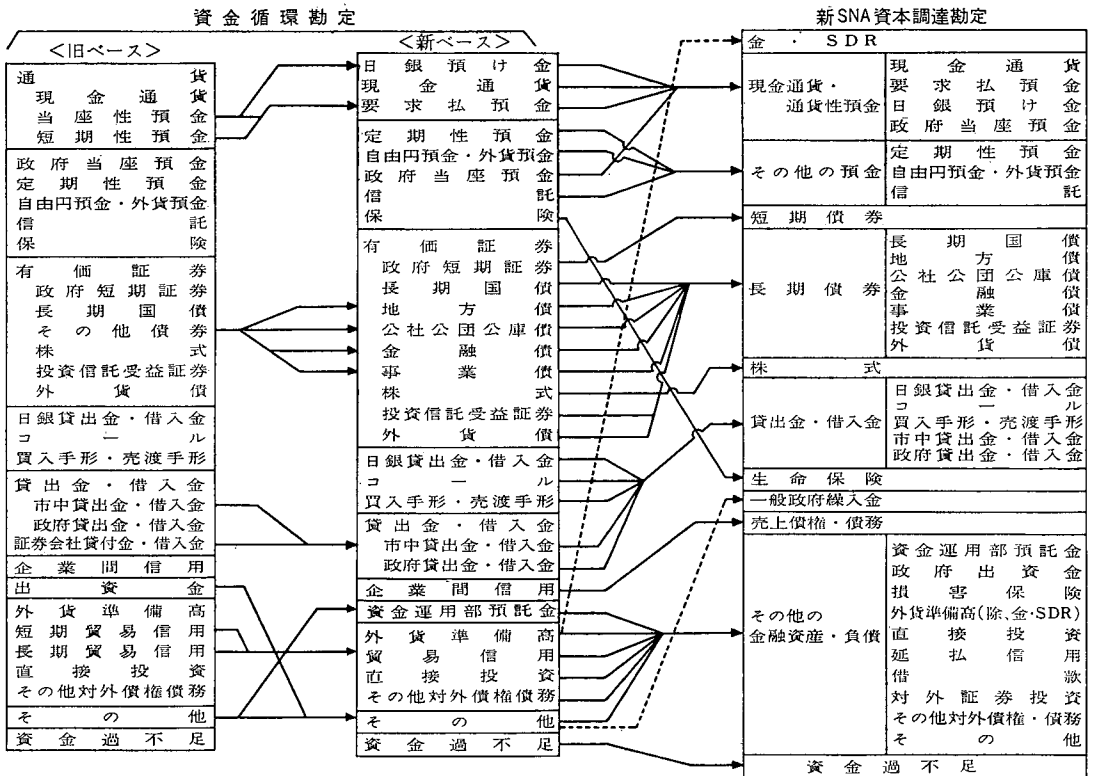 資金循環勘定
<旧ベース>
通貨
現金通貨
当座性預金
短期性預金
政府当座預金
定期性預金
自由円預金・外貨預金
信託
保険
有価証券
政府短期証券
長期国債
その他債券
株式
投資信託受益証券
外貨債
日銀貸出金・借入金
コール
買入手形・売渡手形
貸出金・借入金
市中貸出金・借入金
政府貸出金・借入金
証券会社貸付金・借入金
企業間信用
出資金
外貨準備高
短期貿易信用
長期貿易信用
直接投資
その他対外債権債務
その他
資金過不足
<新ベース>
日銀預け金
現金通貨
要求払預金
定期性預金
自由円預金・外貨預金
政府当座預金
信託
保険
有価証券
政府短期証券
長期国債
地方債
公社公団公庫債
金融債
事業債
株式
投資信託受益証券
外貨債
日銀貸出金・借入金
コール
買入手形・売渡手形
貸出金・借入金
市中貸出金・借入金
政府貸出金・借入金
企業間信用
資金運用部預託金
外貨準備高
貿易信用
直接投資
その他対外債権債務
その他
資金過不足
新SNA資本調達勘定
金・SDR
現金通貨・
通貨性預金
現金通貨
要求払預金
日銀預け金
政府当座預金
その他の預金
定期性預金
自由円預金・外貨預金
信託
短期債券
長期債券
長期国債
地方債
公社公団公庫債
金融債
事業債
投資信託受益証券
外貨債
株式
貸出金・借入金
日銀貸出金・借入金
コール
買入手形・売渡手形
市中貸出金・借入金
政府貸出金・借入金
生命保険
一般政府繰入金
売上債権・債務
その他の
金融資産・負債
資金運用部預託金
政府出資金
損害保険
外貨準備高(除、金・SDR)
直接投資
延払信用
借款
対外証券投資
その他対外債権・債務
その他
資金過不足